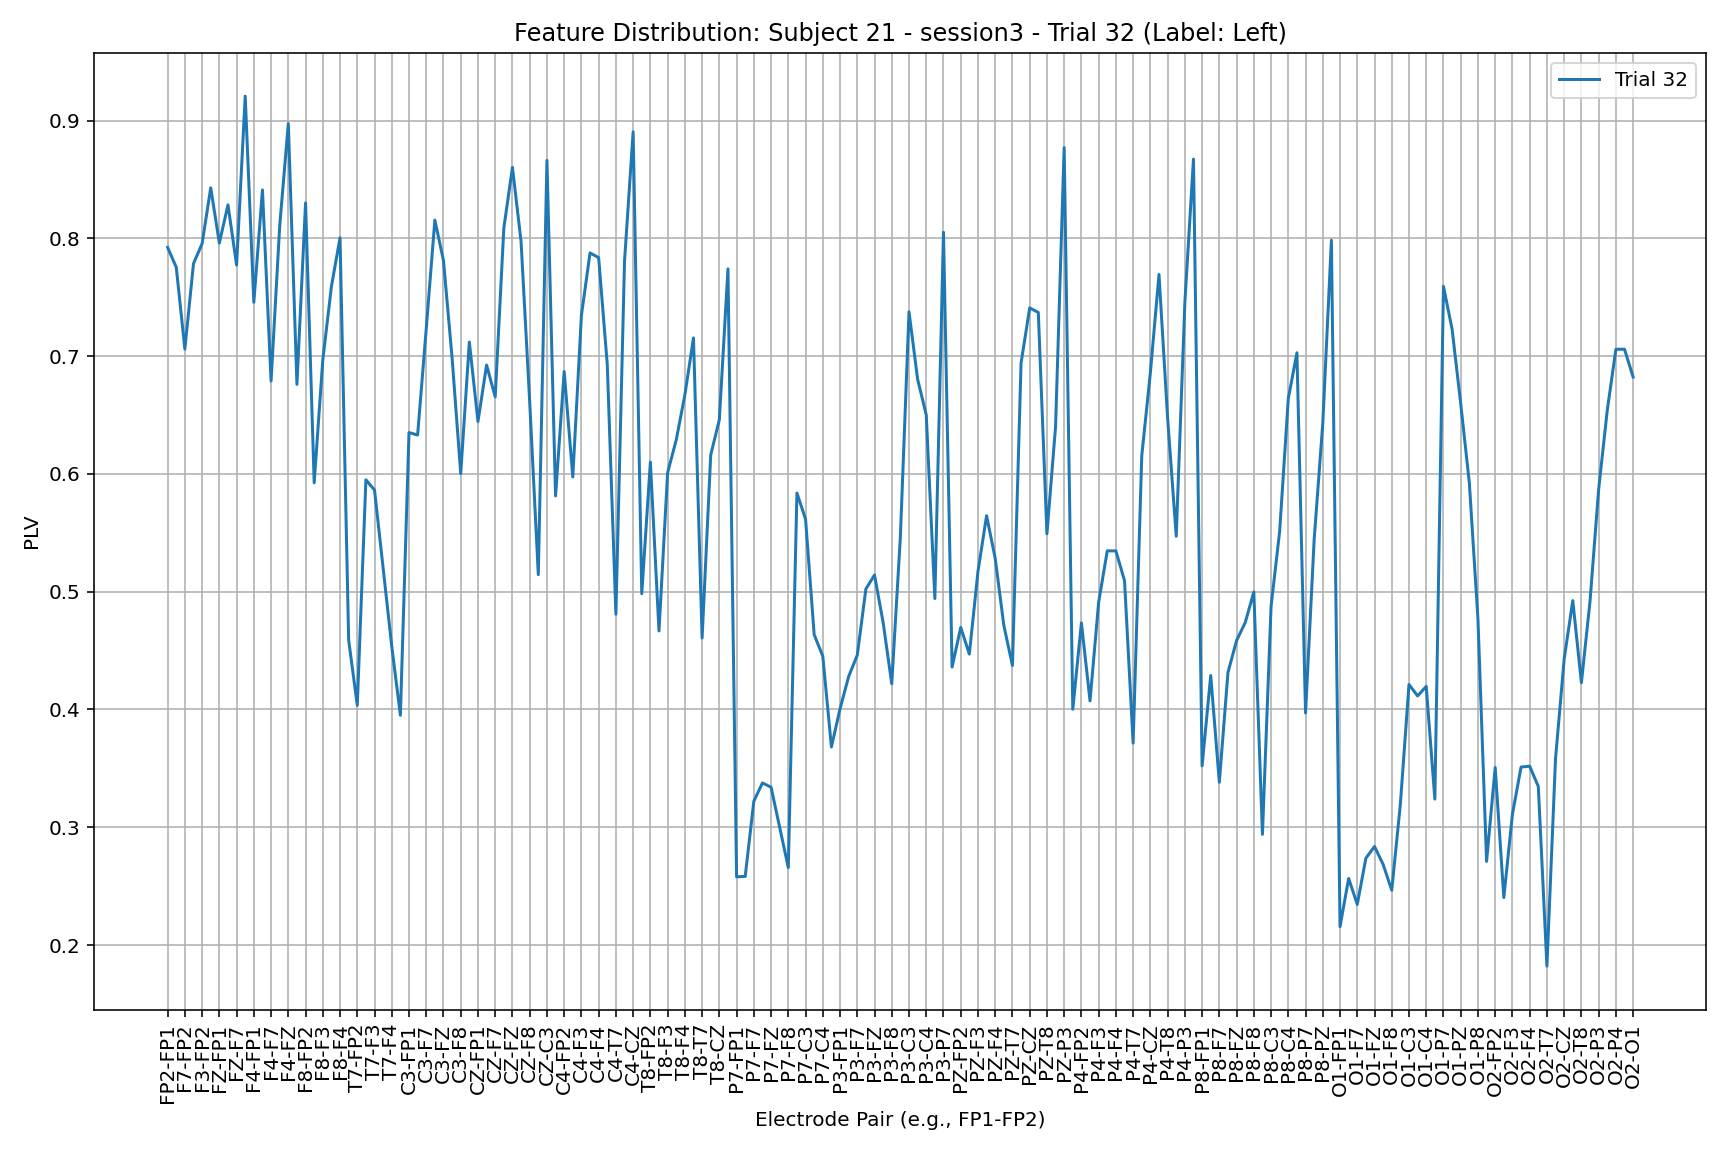 Feature Distribution: Subject 21 - session3 - Trial 32 (Label: Left)
Trial 32
PLV
0.9
0.8
0.7
0.6
0.5
0.4
0.3
0.2
FP2-FP1
F7-FP2
F3-FP2
FZ-FP1
FZ-F7
F4-FP1
F4-F7
F4-FZ
F8-FP2
F8-F3
F8-F4
T7-FP2
T7-F3
T7-F4
C3-FP1
C3-F7
C3-FZ
C3-F8
CZ-FP1
CZ-F7
CZ-FZ
CZ-F8
CZ-C3
C4-FP2
C4-F3
C4-F4
C4-T7
C4-CZ
T8-FP2
T8-F3
T8-F4
T8-T7
T8-CZ
P7-FP1
P7-F7
P7-FZ
P7-F8
P7-C3
P7-C4
P3-FP1
P3-F7
P3-FZ
P3-F8
P3-C3
P3-C4
P3-P7
PZ-FP2
PZ-F3
PZ-F4
PZ-T7
PZ-CZ
PZ-T8
PZ-P3
P4-FP2
P4-F3
P4-F4
P4-T7
P4-CZ
P4-T8
P4-P3
P8-FP1
P8-F7
P8-FZ
P8-F8
P8-C3
P8-C4
P8-P7
P8-PZ
O1-FP1
O1-F7
O1-FZ
O1-F8
O1-C3
O1-C4
O1-P7
O1-PZ
O1-P8
O2-FP2
O2-F3
O2-F4
O2-T7
O2-CZ
O2-T8
O2-P3
O2-P4
O2-O1
Electrode Pair (e.g., FP1-FP2)